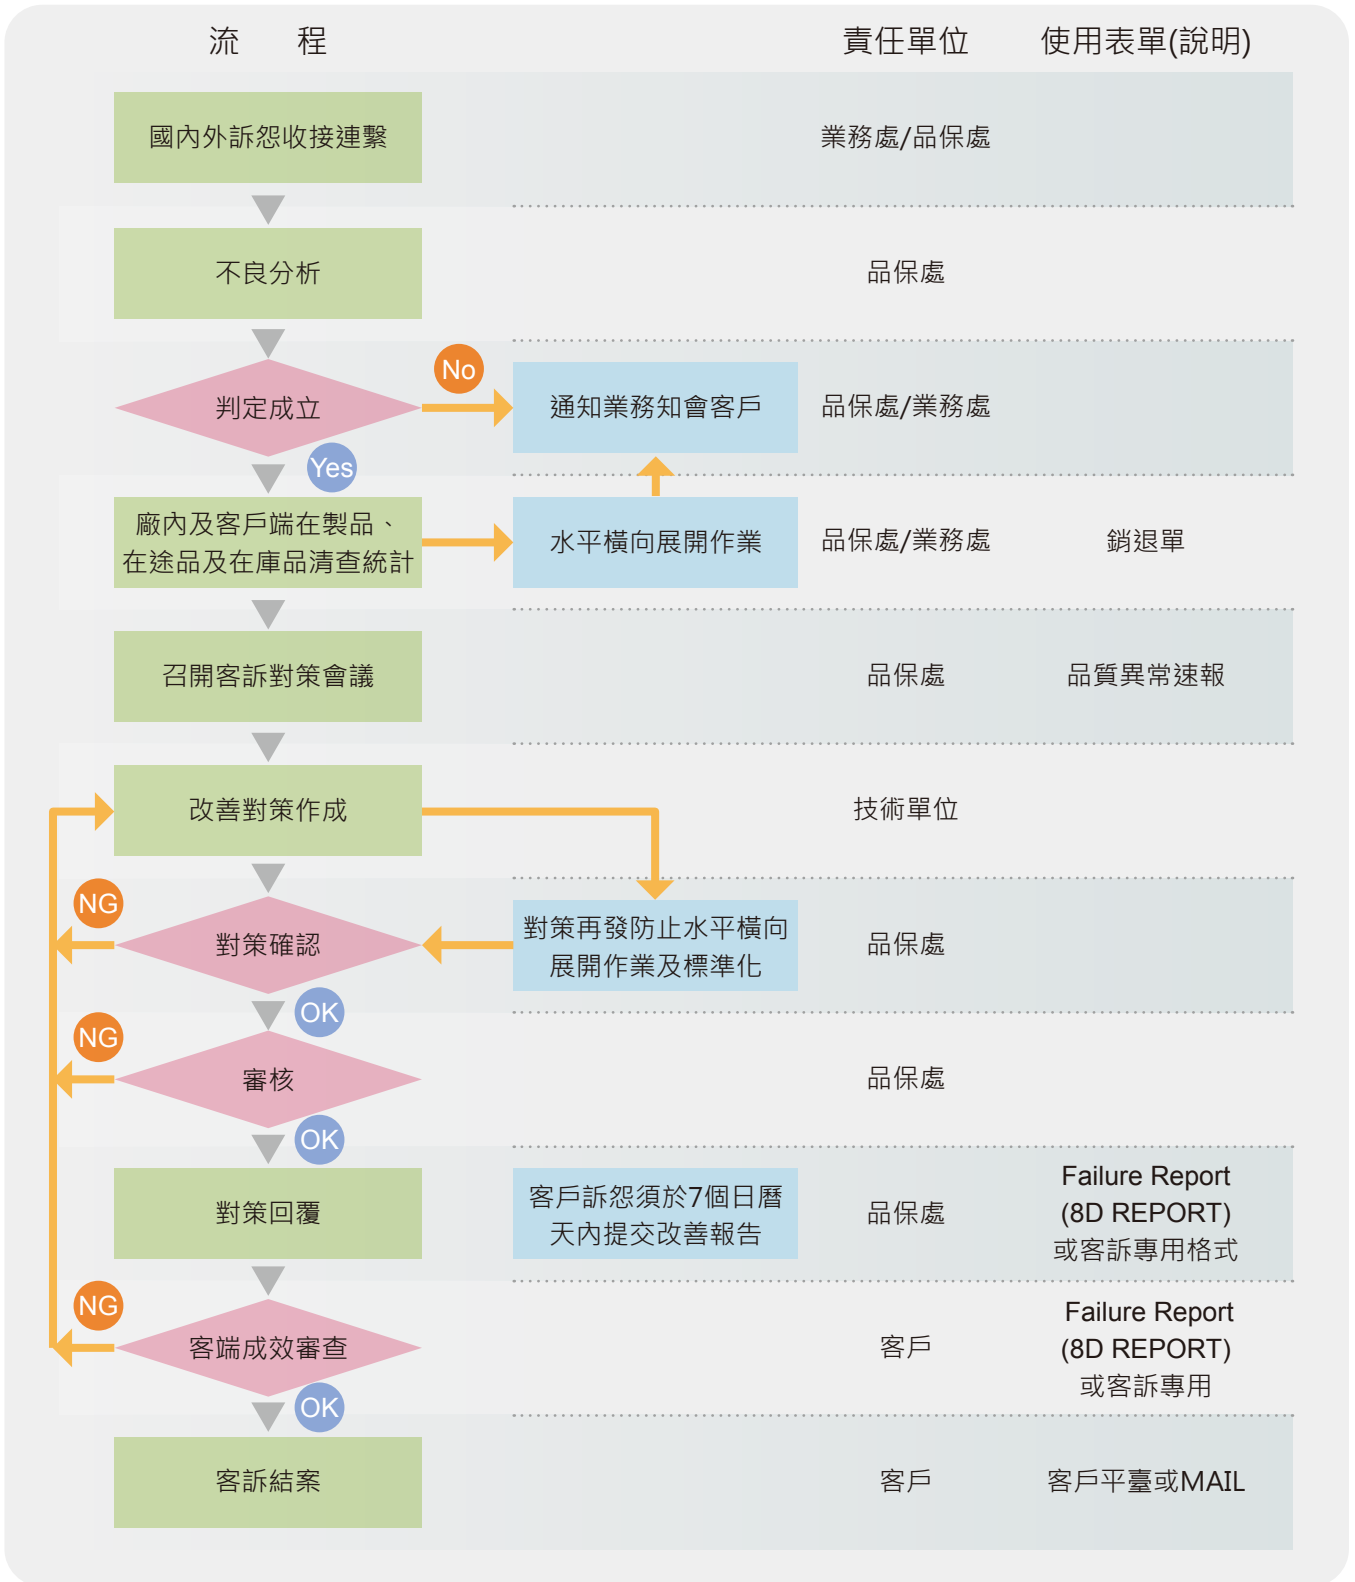 流 程 責任單位 使用表單(說明)
國內外訴怨收接連繫 業務處/品保處
不良分析 品保處
No
判定成立 通知業務知會客戶 品保處/業務處
Yes
廠內及客戶端在製品、
在途品及在庫品清查統計
水平橫向展開作業 品保處/業務處 銷退單
召開客訴對策會議 品保處 品質異常速報
改善對策作成 技術單位
NG
對策確認
對策再發防止水平橫向
展開作業及標準化
品保處
OK
NG
審核 品保處
OK
對策回覆
客戶訴怨須於7個日曆
天內提交改善報告
品保處
Failure Report
(8D REPORT)
或客訴專用格式
NG
客端成效審查 客戶
Failure Report
(8D REPORT)
或客訴專用
OK
客訴結案 客戶 客戶平臺或MAIL